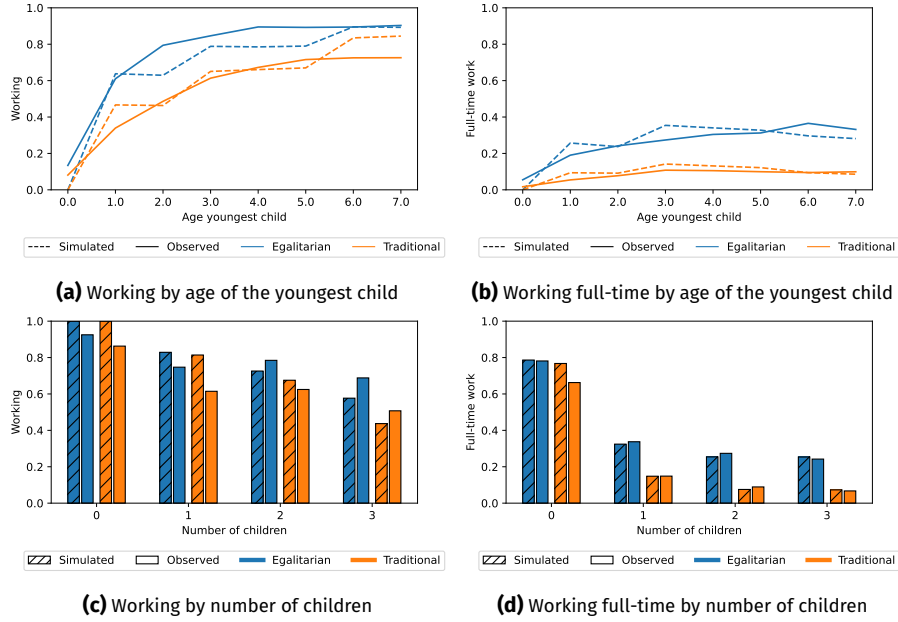 1.0
0.8
0.6
0.4
0.2
0.0
Working
0.0 1.0 2.0 3.0 4.0 5.0 6.0 7.0
Age youngest child
Simulated Observed Egalitarian Traditional
(a) Working by age of the youngest child
1.0
0.8
0.6
0.4
0.2
0.0
Full-time work
0.0 1.0 2.0 3.0 4.0 5.0 6.0 7.0
Age youngest child
Simulated Observed Egalitarian Traditional
(b) Working full-time by age of the youngest child
1.0
0.8
0.6
0.4
0.2
0.0
Working
0 1 2 3
Number of children
Simulated Observed Egalitarian Traditional
(c) Working by number of children
1.0
0.8
0.6
0.4
0.2
0.0
Full-time work
0 1 2 3
Number of children
Simulated Observed Egalitarian Traditional
(d) Working full-time by number of children